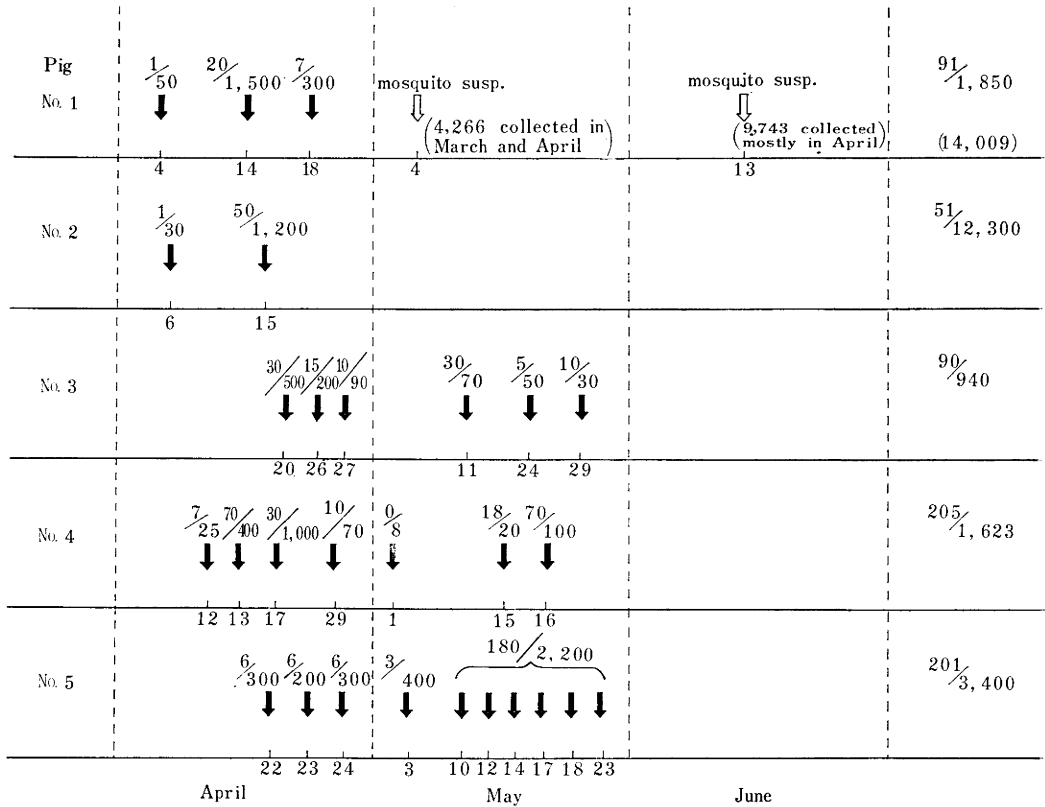 Pig
No. 1
1/50 20/1,500 7/300
mosquito susp.
(4,266 collected in
March and April)
mosquito susp.
(9,743 collected
mostly in April)
91/1,850
(14,009)
4 14 18 4 13
No. 2
1/30 50/1,200
51/12,300
6 15
No. 3
30/500 15/200 10/90 30/70 5/50 10/30
90/940
20 26 27 11 24 29
No. 4
7/25 70/400 30/1,000 10/70 0/8 18/20 70/100
205/1,623
12 13 17 29 1 15 16
No. 5
6/300 6/200 6/300 3/400 180/2,200
201/3,400
22 23 24 3 10 12 14 17 18 23
April May June